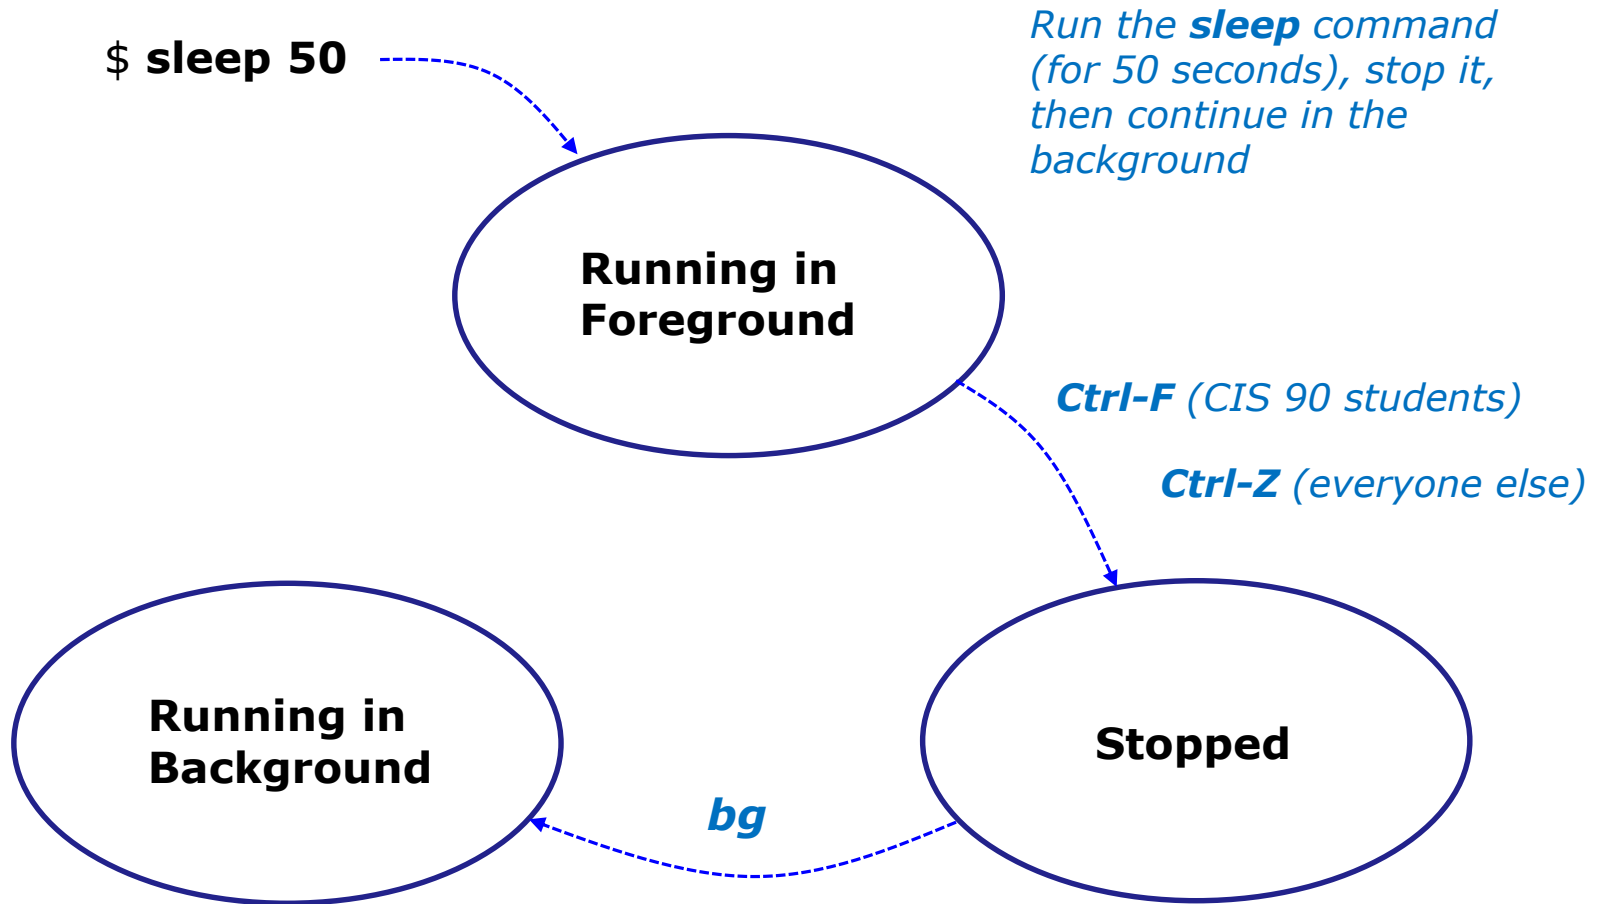 $ sleep 50
Run the sleep command
(for 50 seconds), stop it,
then continue in the
background
Running in
Foreground
Ctrl-F (CIS 90 students)
Ctrl-Z (everyone else)
Running in
Background
Stopped
bg